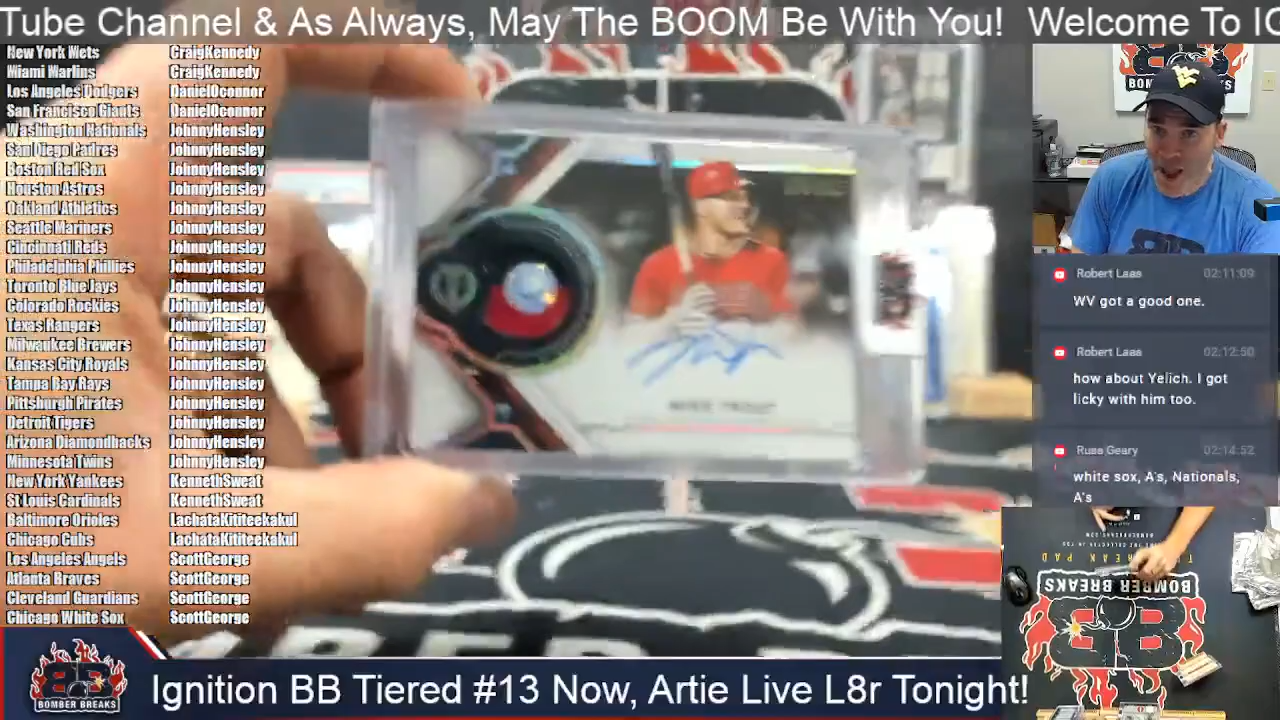 Tube Channel & As Always, May The BOOM Be With You! Welcome To IG
New York Mets CraigKennedy
Miami Marlins CraigKennedy
Los Angeles Dodgers DanielOconnor
San Francisco Giants DanielOconnor
Washington Nationals JohnnyHensley
San Diego Padres JohnnyHensley
Boston Red Sox JohnnyHensley
Houston Astros JohnnyHensley
Oakland Athletics JohnnyHensley
Seattle Mariners JohnnyHensley
Cincinnati Reds JohnnyHensley
Philadelphia Phillies JohnnyHensley
Toronto Blue Jays JohnnyHensley
Colorado Rockies JohnnyHensley
Texas Rangers JohnnyHensley
Milwaukee Brewers JohnnyHensley
Kansas City Royals JohnnyHensley
Tampa Bay Rays JohnnyHensley
Pittsburgh Pirates JohnnyHensley
Detroit Tigers JohnnyHensley
Arizona Diamondbacks JohnnyHensley
Minnesota Twins JohnnyHensley
New York Yankees KennethSweat
St Louis Cardinals KennethSweat
Baltimore Orioles LachataKititeekakul
Chicago Cubs LachataKititeekakul
Los Angeles Angels ScottGeorge
Atlanta Braves ScottGeorge
Cleveland Guardians ScottGeorge
Chicago White Sox ScottGeorge
MIKE TROUT
Robert Laas 02:11:09
WV got a good one.
Robert Laas 02:12:50
how about Yelich. I got
licky with him too.
Russ Geary 02:14:52
white sox, A's, Nationals,
A's
BOMBER BREAKS
BB
BOMBER BREAKS
Ignition BB Tiered #13 Now, Artie Live L8r Tonight!